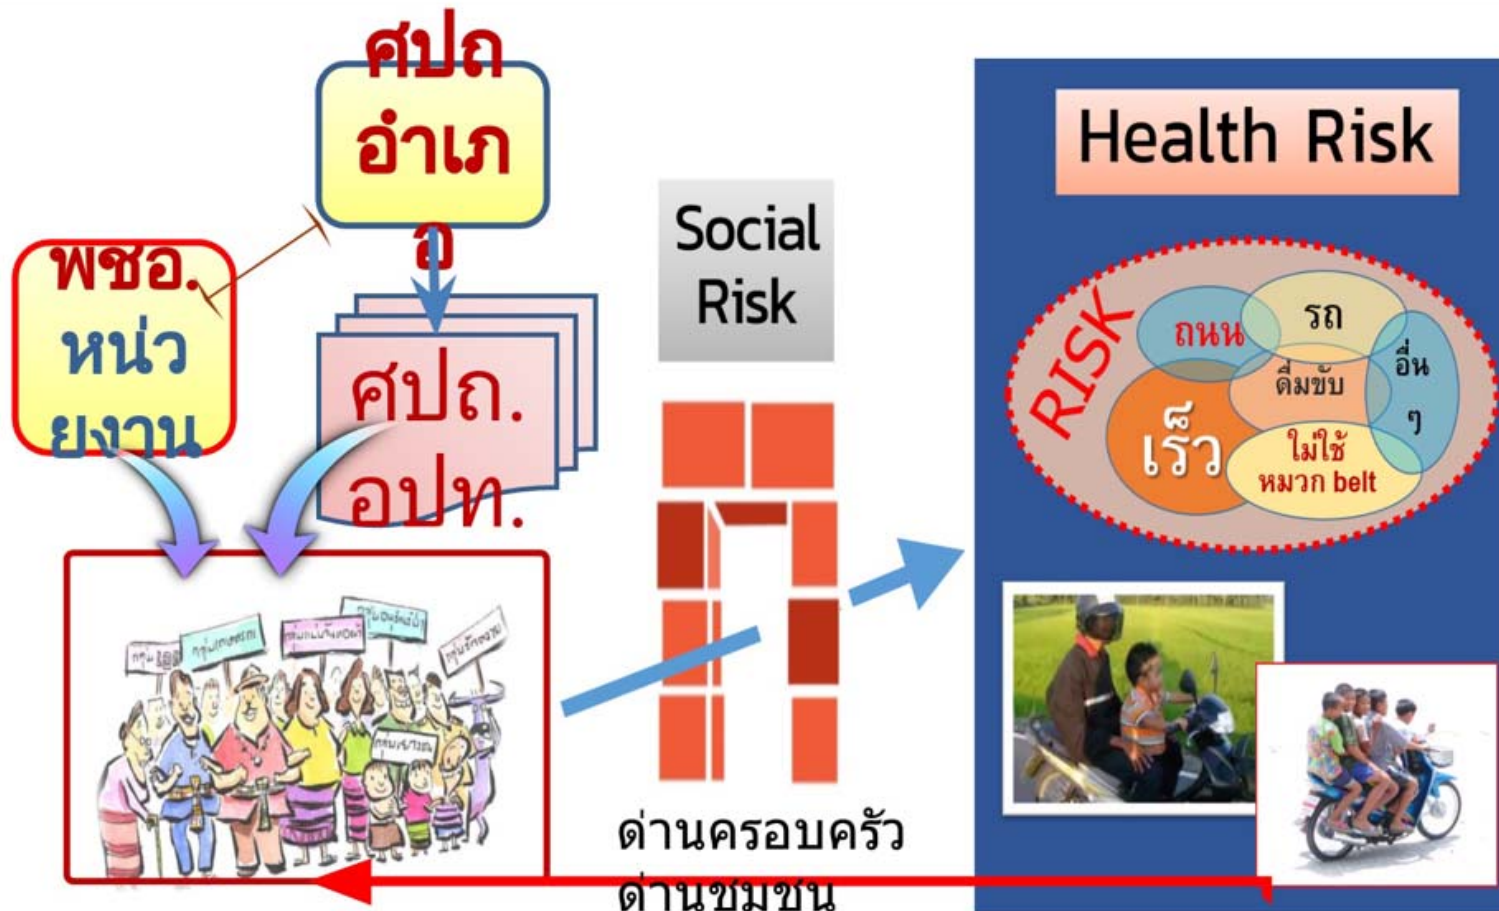 ศปถ
อำเภ
อ
พชอ.
หน่ว
ยงาน
ศปถ.
อปท.
Social
Risk
ด่านครอบครัว
ด่านชุมชน
Health Risk
RISK
ถนน
รถ
อื่น
ๆ
ดื่มขับ
เร็ว
ไม่ใช้
หมวก belt